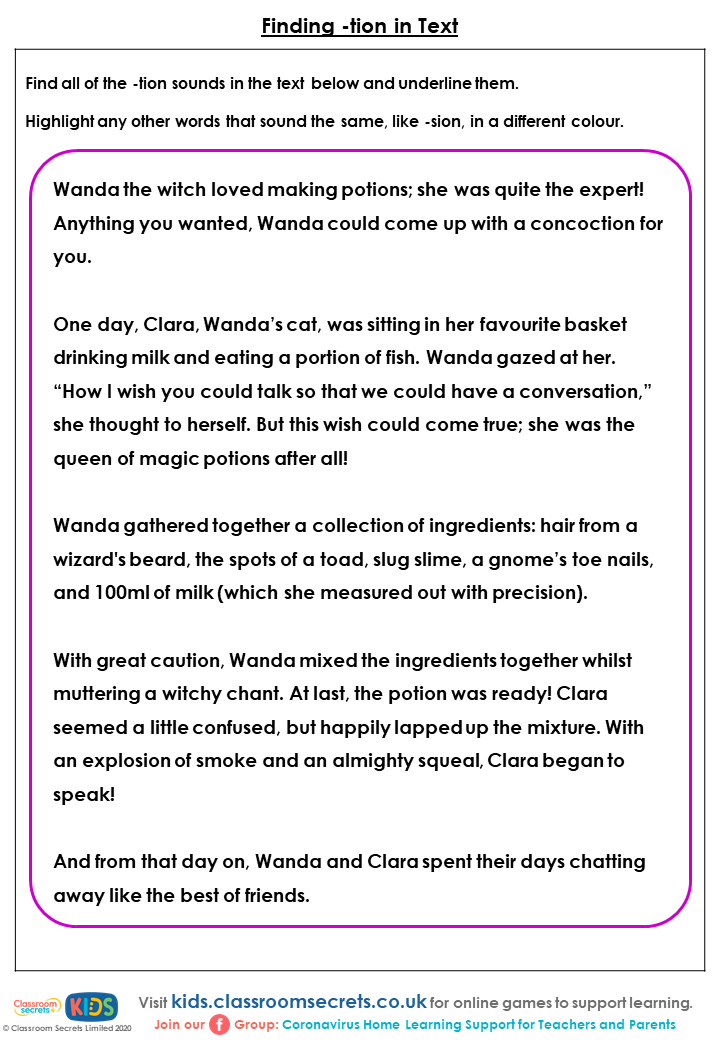 Finding -tion in Text
Find all of the -tion sounds in the text below and underline them.
Highlight any other words that sound the same, like -sion, in a different colour.
Wanda the witch loved making potions; she was quite the expert!
Anything you wanted, Wanda could come up with a concoction for
you.
One day, Clara, Wanda’s cat, was sitting in her favourite basket
drinking milk and eating a portion of fish. Wanda gazed at her.
“How I wish you could talk so that we could have a conversation,”
she thought to herself. But this wish could come true; she was the
queen of magic potions after all!
Wanda gathered together a collection of ingredients: hair from a
wizard's beard, the spots of a toad, slug slime, a gnome’s toe nails,
and 100ml of milk (which she measured out with precision).
With great caution, Wanda mixed the ingredients together whilst
muttering a witchy chant. At last, the potion was ready! Clara
seemed a little confused, but happily lapped up the mixture. With
an explosion of smoke and an almighty squeal, Clara began to
speak!
And from that day on, Wanda and Clara spent their days chatting
away like the best of friends.
Classroom Secrets KIDS
© Classroom Secrets Limited 2020
Visit kids.classroomsecrets.co.uk for online games to support learning.
Join our f Group: Coronavirus Home Learning Support for Teachers and Parents